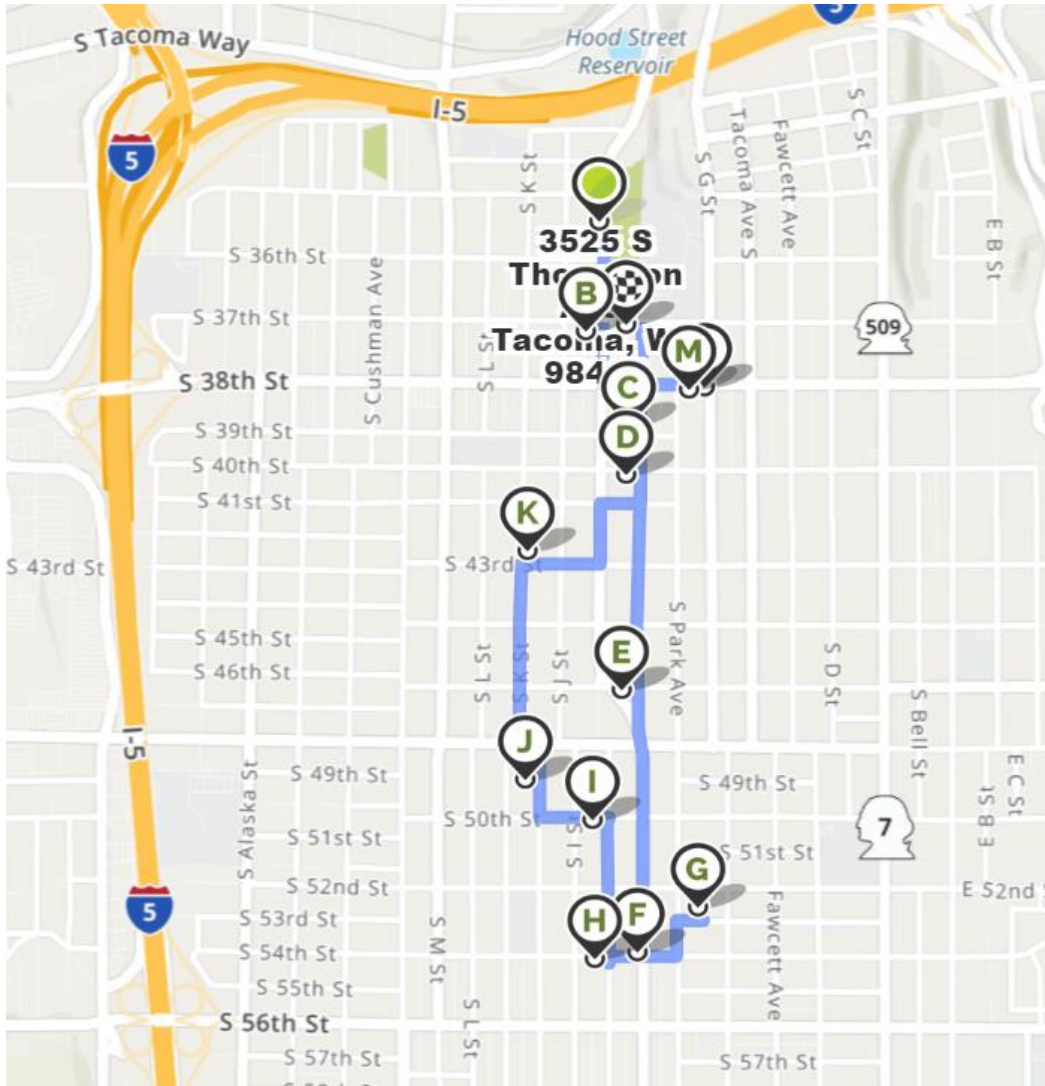 5
S Tacoma Way
Hood Street
Reservoir
I-5
5
S C St
Tacoma Ave S
Fawcett Ave
S K St
S G St
E B St
3525 S
S 36th St
S Cushman Ave
B
Tacoma, W
984
S 37th St
509
S L St
M
S 38th St
C
S 39th St
D
S 40th St
S 41st St
K
S 43rd St
S 43rd St
S Park Ave
S 45th St
E
S 46th St
S L St
S K St
S J St
S D St
S Bell St
I-5
J
S 49th St
I
S 49th St
E C St
E B St
S Alaska St
S 50th St
7
S 51st St
S I S
S 51st St
G
S 52nd St
E 52nd S
5
S 53rd St
H
F
Fawcett Ave
S M St
S 54th St
S 55th St
S L St
S 56th St
S 57th St
S 57th St